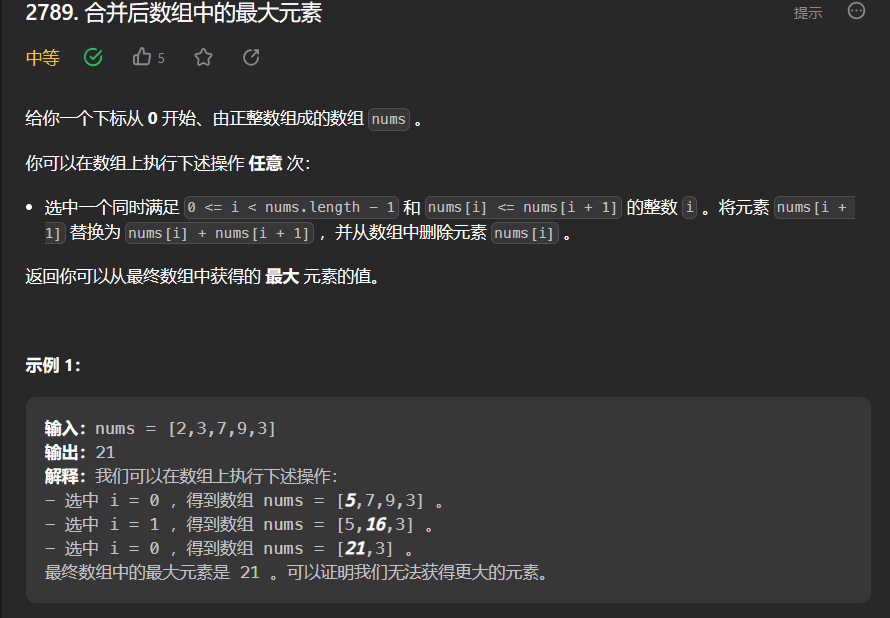 2789. 合并后数组中的最大元素
提示
中等
5
给你一个下标从 0 开始、由正整数组成的数组 nums 。
你可以在数组上执行下述操作 任意 次：
• 选中一个同时满足 0 <= i < nums.length - 1 和 nums[i] <= nums[i + 1] 的整数 i 。将元素 nums[i +
1] 替换为 nums[i] + nums[i + 1] ，并从数组中删除元素 nums[i] 。
返回你可以从最终数组中获得的 最大 元素的值。
示例 1：
输入：nums = [2,3,7,9,3]
输出：21
解释：我们可以在数组上执行下述操作：
- 选中 i = 0 ，得到数组 nums = [5,7,9,3] 。
- 选中 i = 1 ，得到数组 nums = [5,16,3] 。
- 选中 i = 0 ，得到数组 nums = [21,3] 。
最终数组中的最大元素是 21 。可以证明我们无法获得更大的元素。